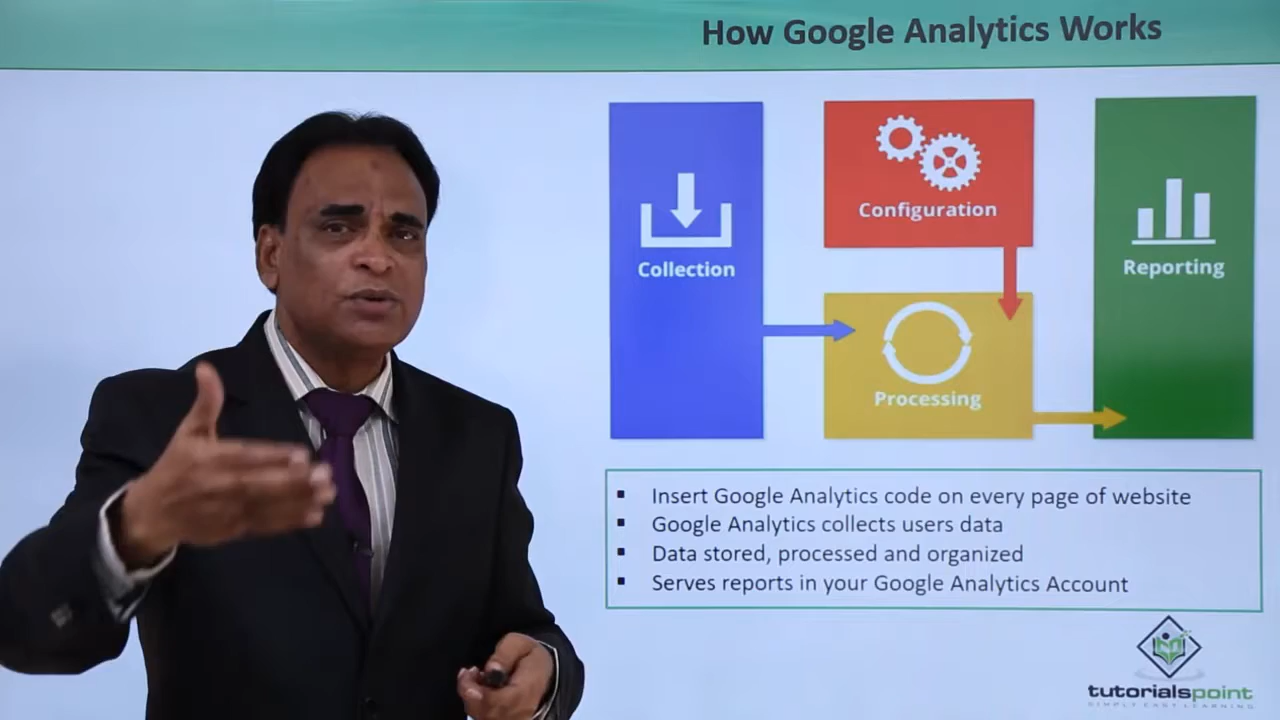 How Google Analytics Works
Collection
Configuration
Processing
Reporting
Insert Google Analytics code on every page of website
Google Analytics collects users data
Data stored, processed and organized
Serves reports in your Google Analytics Account
tutorialspoint
SIMPLY EASY LEARNING